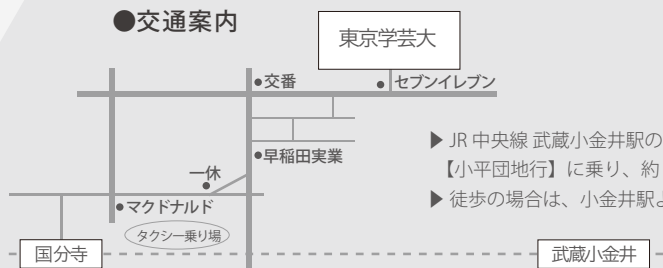 ●交通案内
東京学芸大
●交番
●セブンイレブン
▶ JR 中央線 武蔵小金井駅の
●早稲田実業
【小平団地行】に乗り、約
一休
▶ 徒歩の場合は、小金井駅よ
●マクドナルド
タクシー乗り場
国分寺
武蔵小金井